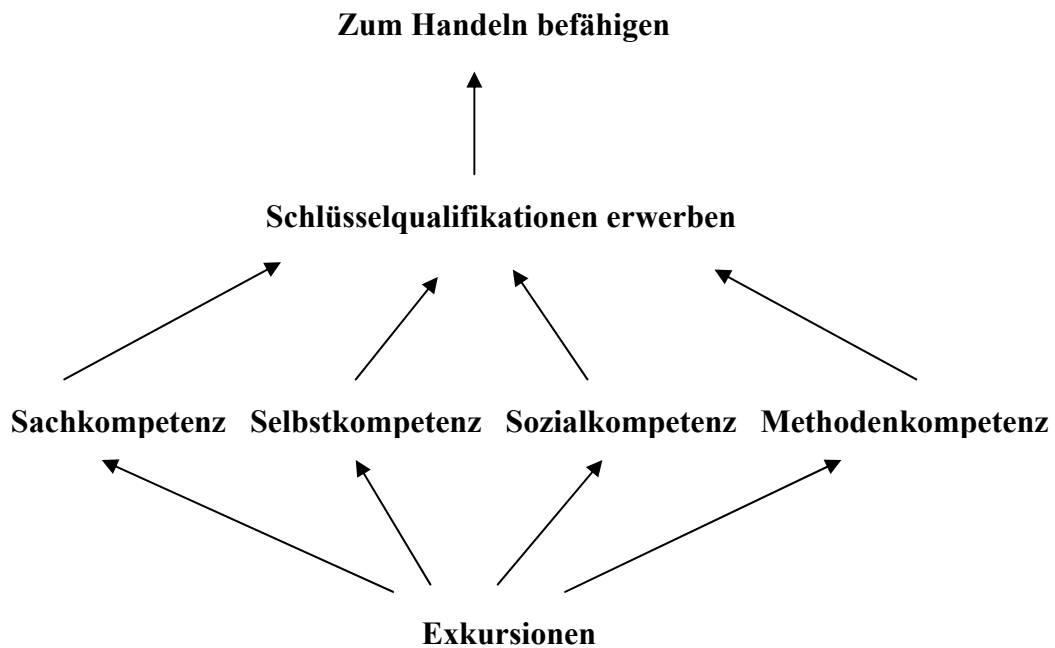 Zum Handeln befähigen
Schlüsselqualifikationen erwerben
Sachkompetenz Selbstkompetenz Sozialkompetenz Methodenkompetenz
Exkursionen